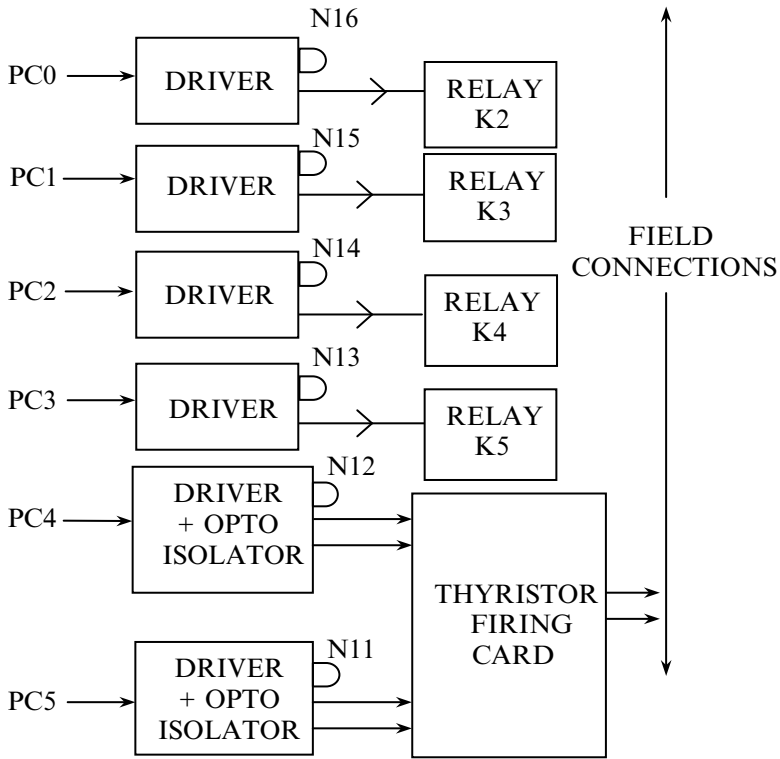 N16
PC0
DRIVER
RELAY
K2
N15
PC1
DRIVER
RELAY
K3
FIELD
CONNECTIONS
N14
PC2
DRIVER
RELAY
K4
N13
PC3
DRIVER
RELAY
K5
N12
PC4
DRIVER
+ OPTO
ISOLATOR
THYRISTOR
FIRING
CARD
N11
PC5
DRIVER
+ OPTO
ISOLATOR